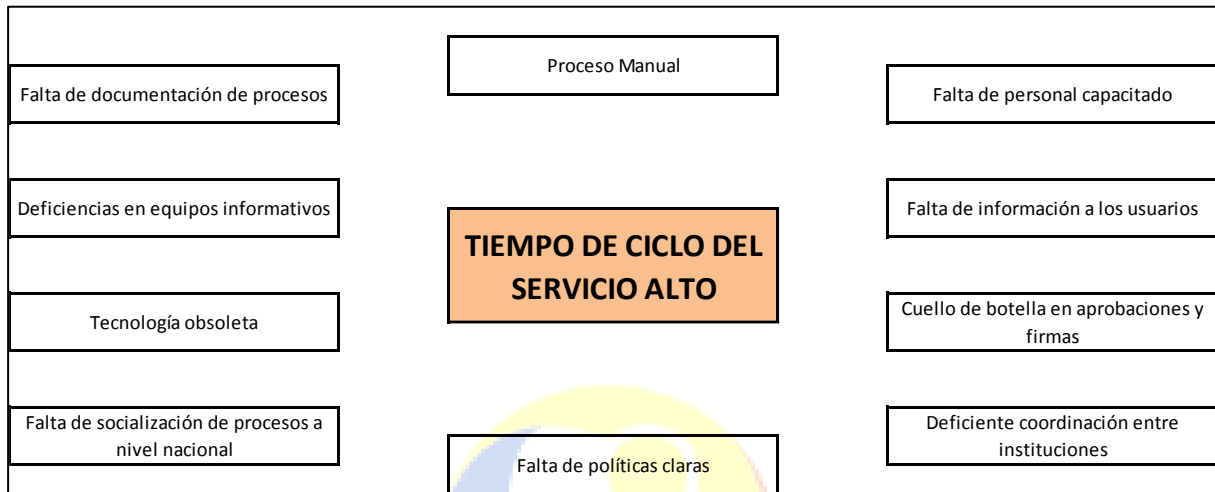 Proceso Manual
Falta de documentación de procesos
Falta de personal capacitado
Deficiencias en equipos informativos
Falta de información a los usuarios
TIEMPO DE CICLO DEL
SERVICIO ALTO
Tecnología obsoleta
Cuello de botella en aprobaciones y
firmas
Falta de socialización de procesos a
nivel nacional
Falta de políticas claras
Deficiente coordinación entre
instituciones